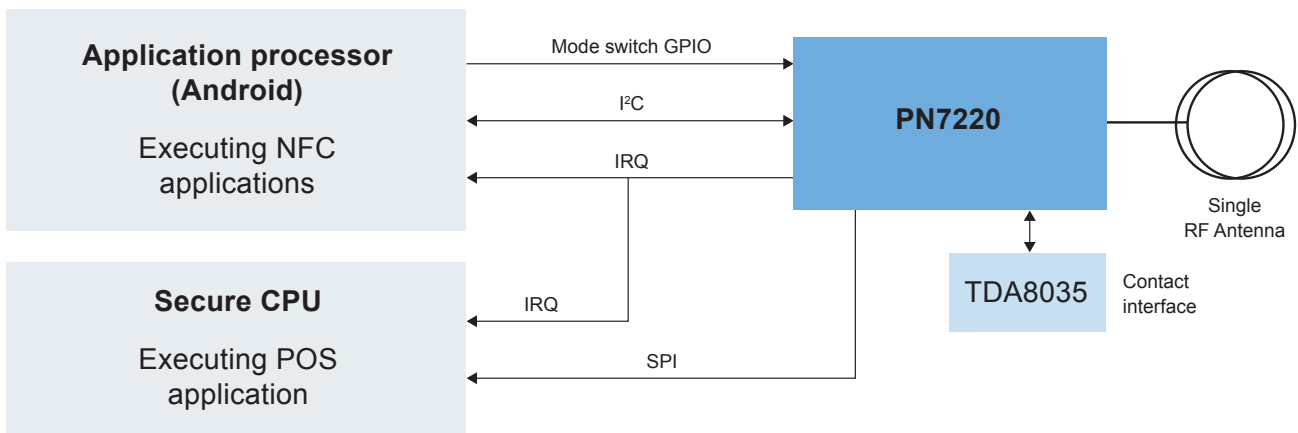 Application processor
(Android)
Executing NFC
applications
Mode switch GPIO
I²C
IRQ
PN7220
Single
RF Antenna
TDA8035
Contact
interface
Secure CPU
Executing POS
application
IRQ
SPI